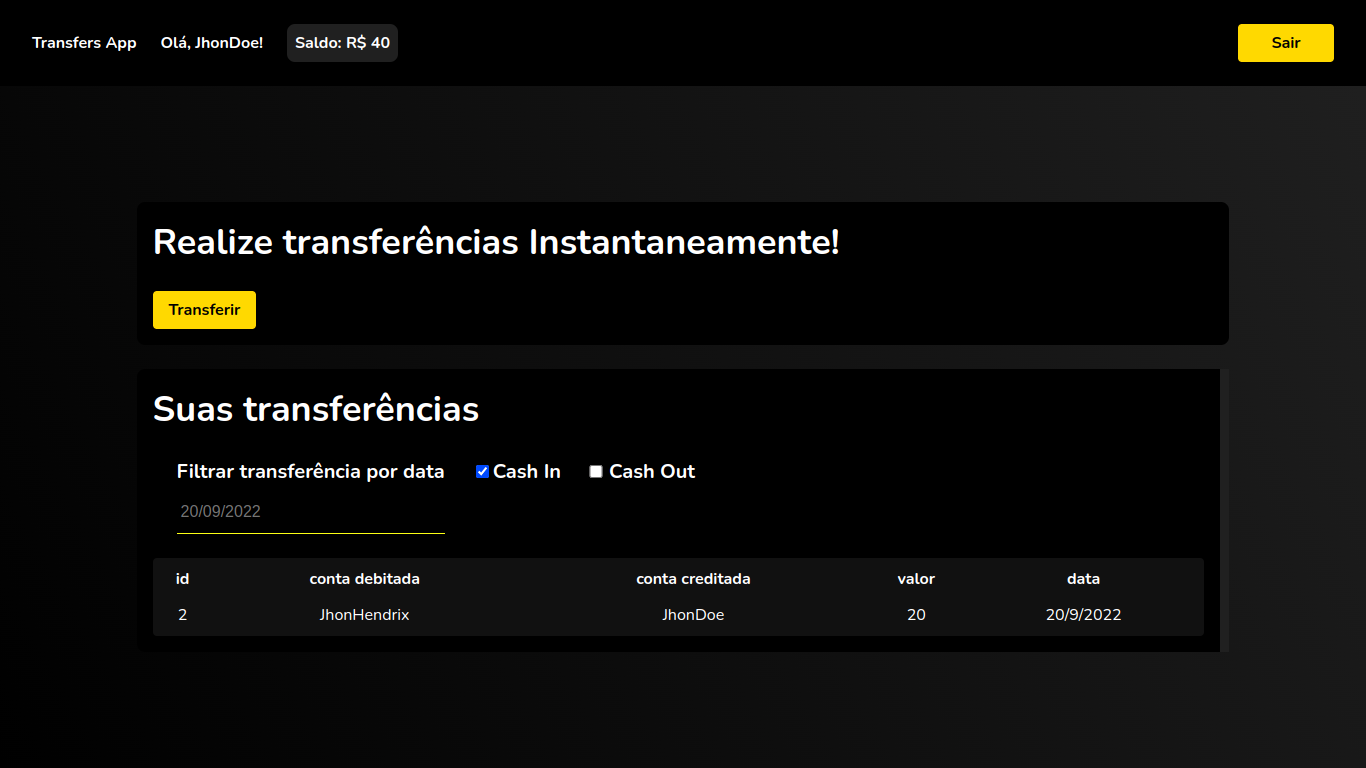 Transfers App Olá, JhonDoe! Saldo: R$ 40 Sair
Realize transferências Instantaneamente!
Transferir
Suas transferências
Filtrar transferência por data Cash In Cash Out
20/09/2022
id conta debitada conta creditada valor data
2 JhonHendrix JhonDoe 20 20/9/2022